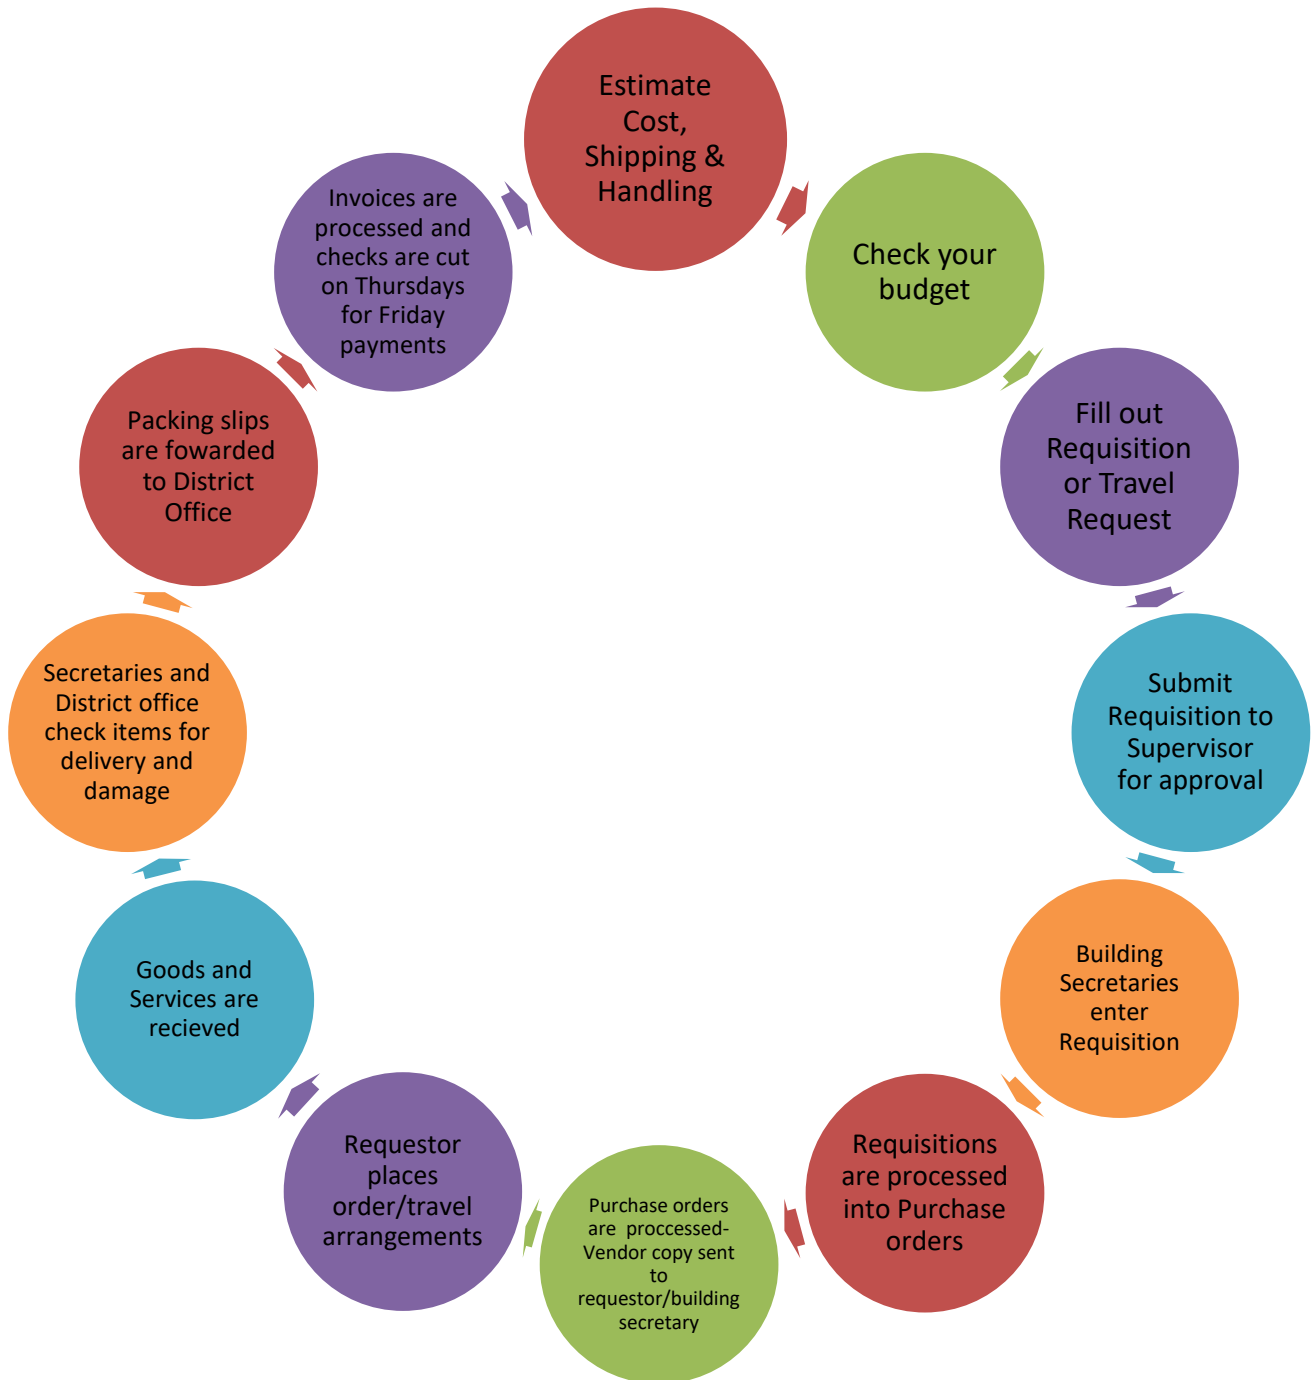 Estimate
Cost,
Shipping &
Handling
Check your
budget
Fill out
Requisition
or Travel
Request
Submit
Requisition to
Supervisor
for approval
Building
Secretaries
enter
Requisition
Requisitions
are processed
into Purchase
orders
Purchase orders
are  proccessed-
Vendor copy sent
to
requestor/building
secretary
Requestor
places
order/travel
arrangements
Goods and
Services are
recieved
Secretaries and
District office
check items for
delivery and
damage
Packing slips
are fowarded
to District
Office
Invoices are
processed and
checks are cut
on Thursdays
for Friday
payments